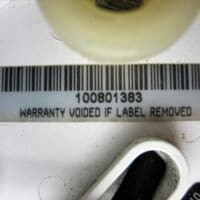 100801383
WARRANTY VOIDED IF LABEL REMOVED